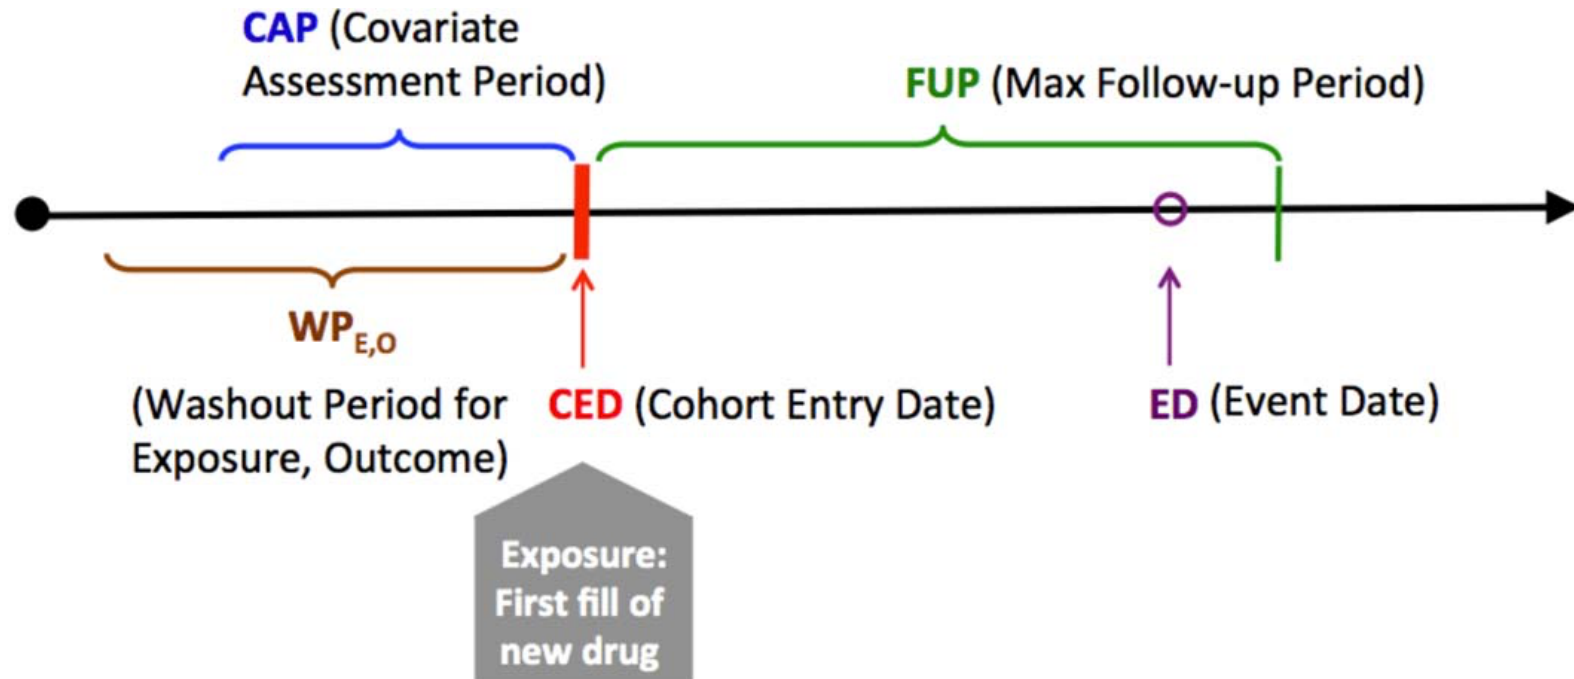 CAP (Covariate
Assessment Period)
FUP (Max Follow-up Period)
WP_E,O
(Washout Period for
Exposure, Outcome)
CED (Cohort Entry Date)
ED (Event Date)
Exposure:
First fill of
new drug